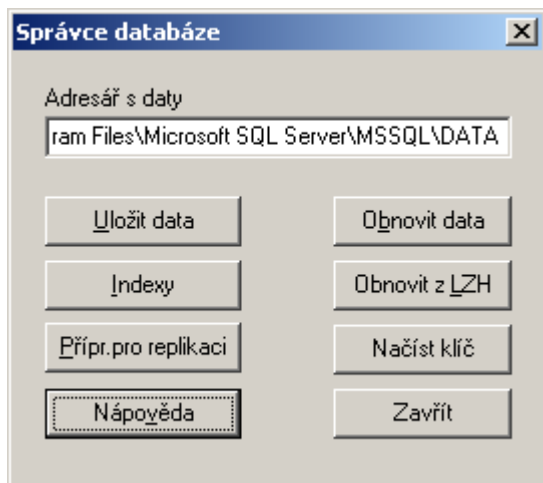 Správce databáze
Adresář s daty
ram Files\Microsoft SQL Server\MSSQL\DATA
Uložit data
Obnovit data
Indexy
Obnovit z LZH
Přípr.pro replikaci
Načíst klíč
Nápověda
Zavřít